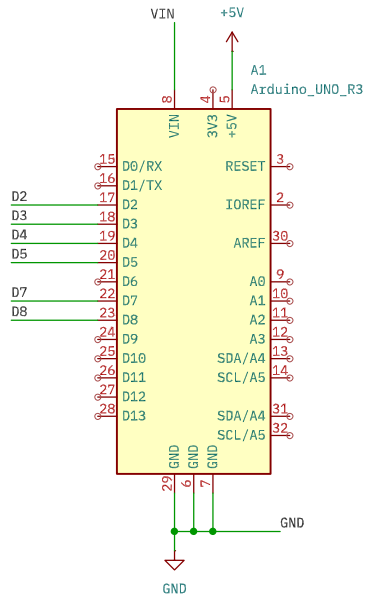 VIN
+5V
A1
Arduino_UNO_R3
8
4
5
VIN
3V3
+5V
15 D0/RX
RESET 3
16 D1/TX
D2 17 D2
IOREF 2
D3 18 D3
D4 19 D4
AREF 30
D5 20 D5
21 D6
A0 9
D7 22 D7
A1 10
D8 23 D8
A2 11
24 D9
A3 12
25 D10
SDA/A4 13
26 D11
SCL/A5 14
27 D12
28 D13
SDA/A4 31
SCL/A5 32
GND
GND
GND
29
6
7
GND
GND